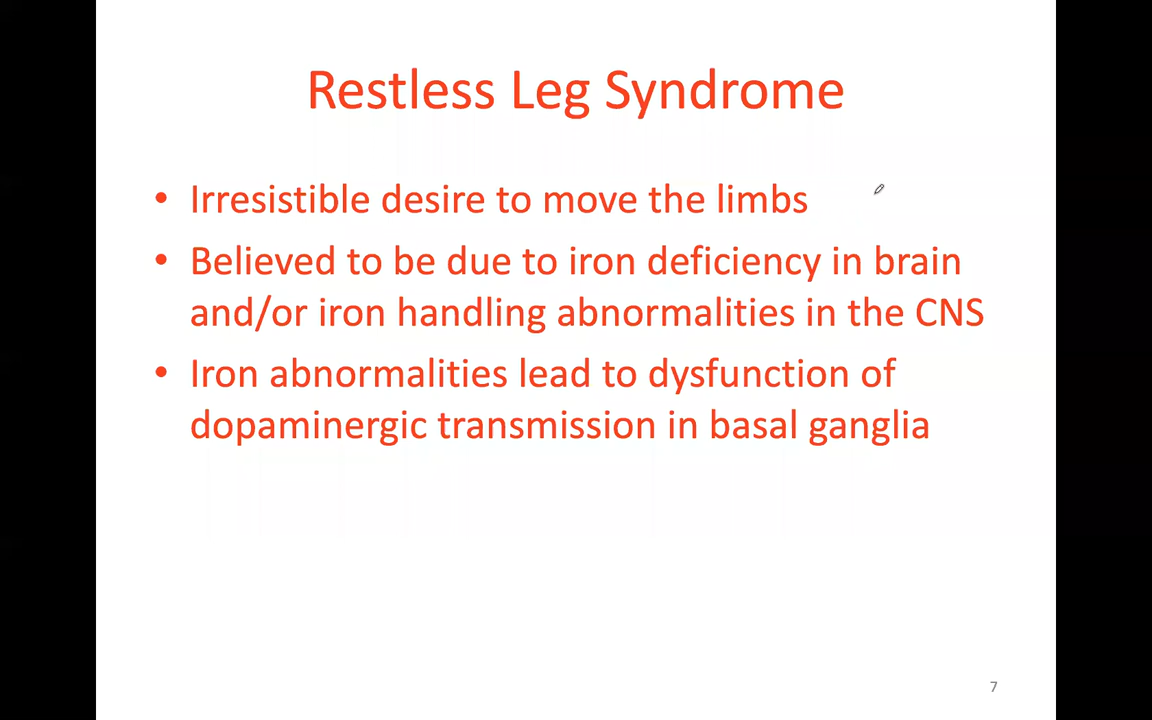 Restless Leg Syndrome
• Irresistible desire to move the limbs
• Believed to be due to iron deficiency in brain
and/or iron handling abnormalities in the CNS
• Iron abnormalities lead to dysfunction of
dopaminergic transmission in basal ganglia
7